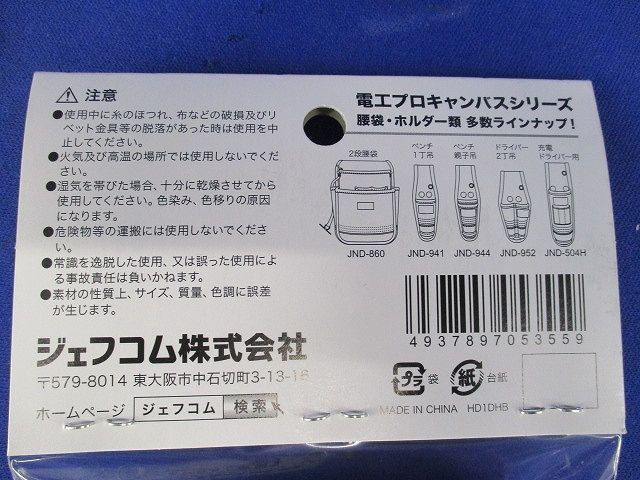 注意
●使用中に糸のほつれ、布などの破損及びリ
ベット金具等の脱落があった時は使用を中
止してください。
●火気及び高温の場所では使用しないでくだ
さい。
●湿気を帯びた場合、十分に乾燥させてから
使用してください。色染み、色移りの原因
になります。
●危険物等の運搬には使用しないでくださ
い。
●常識を逸脱した使用、又は誤った使用によ
る事故責任は負いかねます。
●素材の性質上、サイズ、質量、色調に誤差
が生じます。
ジェフコム株式会社
〒579-8014 東大阪市中石切町3-13-16
ホームページ ジェフコム 検索
電工プロキャンバスシリーズ
腰袋・ホルダー類 多数ラインナップ!
2段腰袋
JND-860
ペンチ
1丁吊
JND-941
ペンチ
親子吊
JND-944
ドライバー
2丁吊
JND-952
充電
ドライバー用
JND-504H
4937897053559
プラ 袋
紙 台紙
MADE IN CHINA HD1DHB